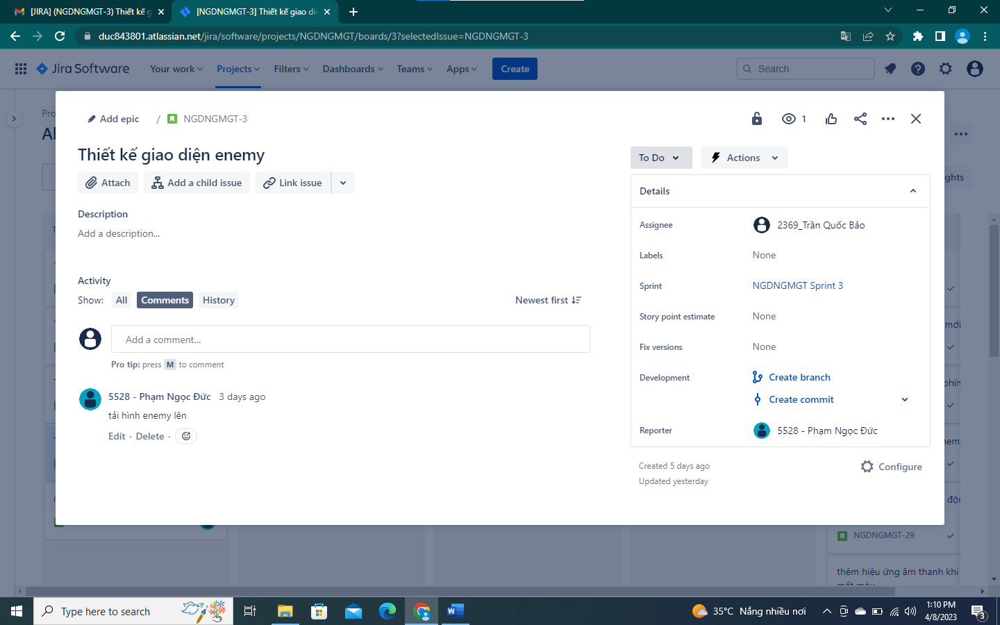 [JIRA] (NGDNGMGT-3) Thiết kế g
[NGDNGMGT-3] Thiết kế giao di
duc843801.atlassian.net/jira/software/projects/NGDNGMGT/boards/3?selectedIssue=NGDNGMGT-3
Jira Software
Your work
Projects
Filters
Dashboards
Teams
Apps
Create
Search
Pro
Al
Add epic / NGDNGMGT-3
1
Thiết kế giao diện enemy
To Do
Actions
Attach
Add a child issue
Link issue
Details
Description
Add a description...
Assignee
2369_Trần Quốc Bảo
Labels
None
Sprint
NGDNGMGT Sprint 3
Story point estimate
None
Fix versions
None
Development
Create branch
Create commit
Reporter
5528 - Phạm Ngọc Đức
Created 5 days ago
Updated yesterday
Configure
Activity
Show: All Comments History
Newest first
Add a comment...
Pro tip: press M to comment
5528 - Phạm Ngọc Đức 3 days ago
tải hình enemy lên
Edit · Delete ·
ghts
mới
phím
nemy
độn
NGDNGMGT-29
thêm hiệu ứng âm thanh khi
mất máu
Type here to search
35°C Nắng nhiều nơi
1:10 PM
4/8/2023
3